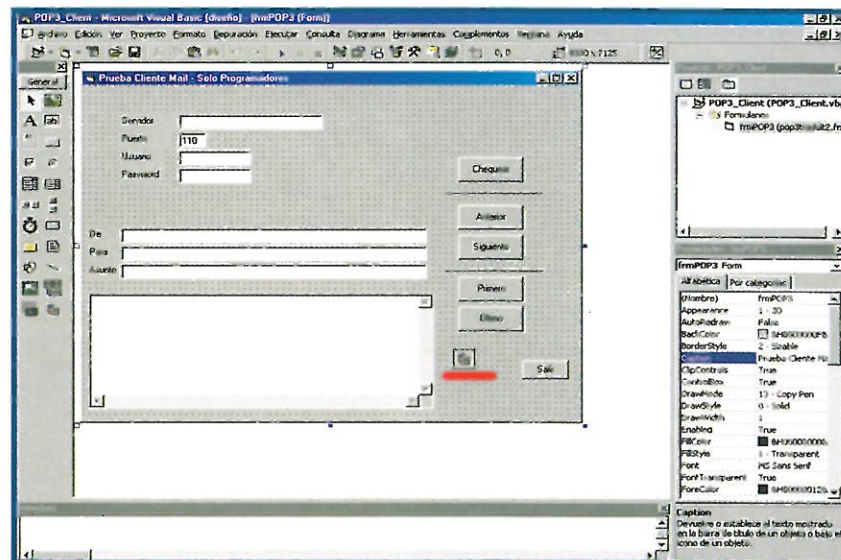 POP3_Client - Microsoft Visual Basic [diseño] - [frmPOP3 (Form)]
Archivo Edición Ver Proyecto Formato Depuración Ejecutar Consulta Diagrama Herramientas Complementos Ventana Ayuda
0, 0
General
Prueba Cliente Mail - Solo Programadores
Servidor
Puerto 110
Usuario
Password
Chequear
Anterior
Siguiente
Primero
Último
Salir
De
Para
Asunto
POP3_Client (POP3_Client.vb
Formularios
frmPOP3
frmPOP3 Form
Alfabética Por categorías
(Nombre) frmPOP3
Appearance 1 - 3D
AutoRedraw False
BackColor
BorderStyle 2 - Sizable
Caption Prueba Cliente Ma
ClipControls True
ControlBox True
DrawMode 13 - Copy Pen
DrawStyle 0 - Solid
DrawWidth 1
Enabled True
FillColor
FillStyle 1 - Transparent
Font MS Sans Serif
FontTransparent True
ForeColor
Caption
Devuelve o establece el texto mostrado
en la barra de título de un objeto o bajo el
icono de un objeto.